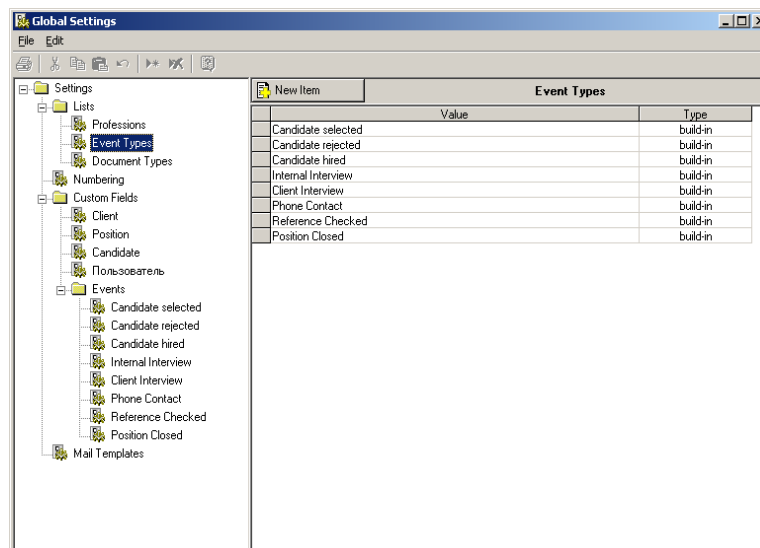 Global Settings
File Edit
Settings
Lists
Professions
Event Types
Document Types
Numbering
Custom Fields
Client
Position
Candidate
Пользователь
Events
Candidate selected
Candidate rejected
Candidate hired
Internal Interview
Client Interview
Phone Contact
Reference Checked
Position Closed
Mail Templates
New Item Event Types
Value Type
Candidate selected build-in
Candidate rejected build-in
Candidate hired build-in
Internal Interview build-in
Client Interview build-in
Phone Contact build-in
Reference Checked build-in
Position Closed build-in